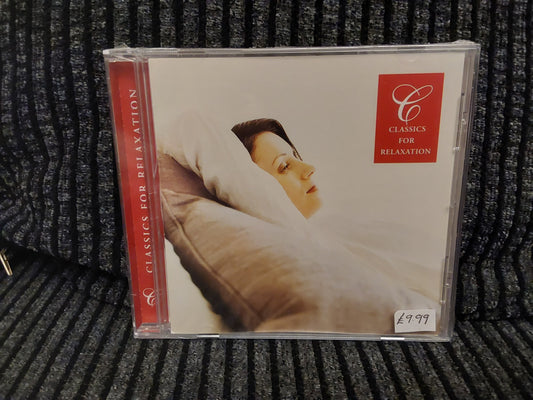 CLASSICS FOR RELAXATION
C
C
CLASSICS
FOR
RELAXATION
£9.99